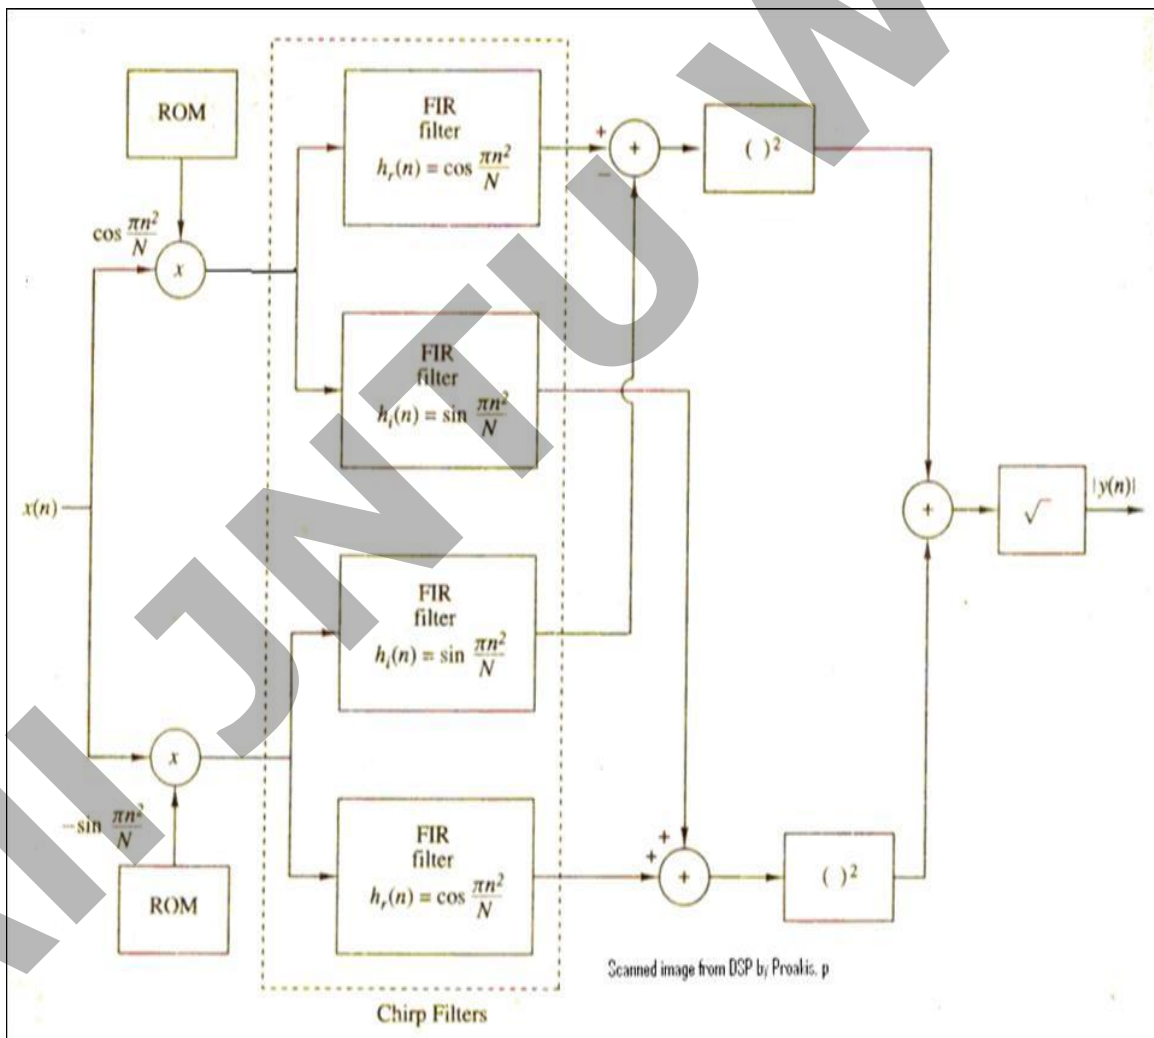 ROM
cos πn²/N
x
FIR
filter
hᵣ(n) = cos πn²/N
+
−
+
( )²
FIR
filter
hᵢ(n) = sin πn²/N
x(n)
+
√
|y(n)|
FIR
filter
hᵢ(n) = sin πn²/N
x
−sin πn²/N
ROM
FIR
filter
hᵣ(n) = cos πn²/N
+
+
+
( )²
Scanned image from DSP by Proakis, p
Chirp Filters
JNTU W